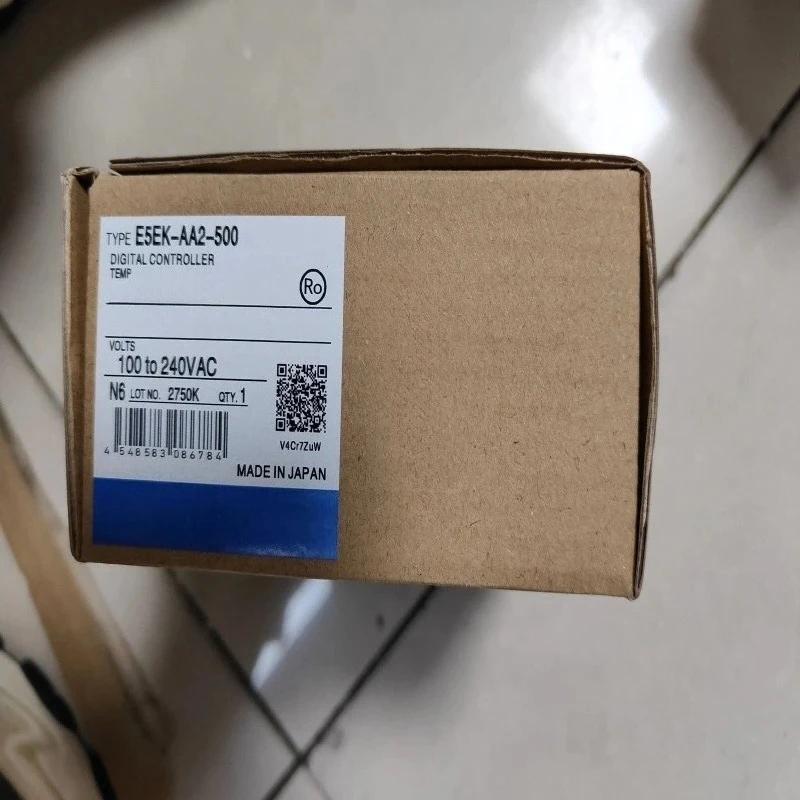 TYPE E5EK-AA2-500
DIGITAL CONTROLLER
TEMP
Ro
VOLTS
100 to 240VAC
N6 LOT NO. 2750K QTY. 1
V4Cr7ZuW
4 548583 086784
MADE IN JAPAN